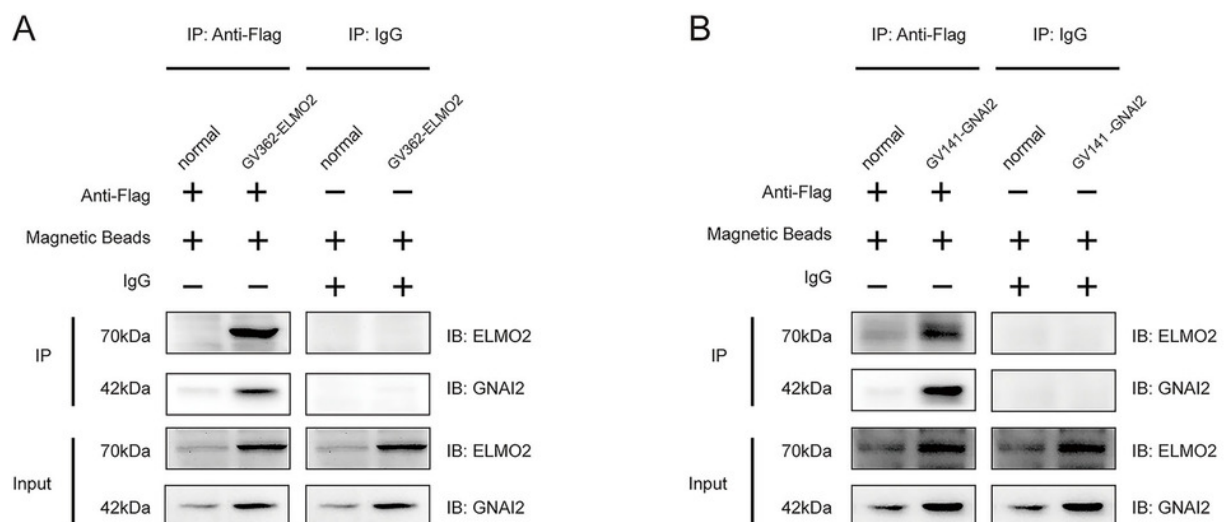 A
IP: Anti-Flag IP: IgG
normal GV362-ELMO2 normal GV362-ELMO2
Anti-Flag + + − −
Magnetic Beads + + + +
IgG − − + +
IP
70kDa IB: ELMO2
42kDa IB: GNAI2
Input
70kDa IB: ELMO2
42kDa IB: GNAI2
B
IP: Anti-Flag IP: IgG
normal GV141-GNAI2 normal GV141-GNAI2
Anti-Flag + + − −
Magnetic Beads + + + +
IgG − − + +
IP
70kDa IB: ELMO2
42kDa IB: GNAI2
Input
70kDa IB: ELMO2
42kDa IB: GNAI2